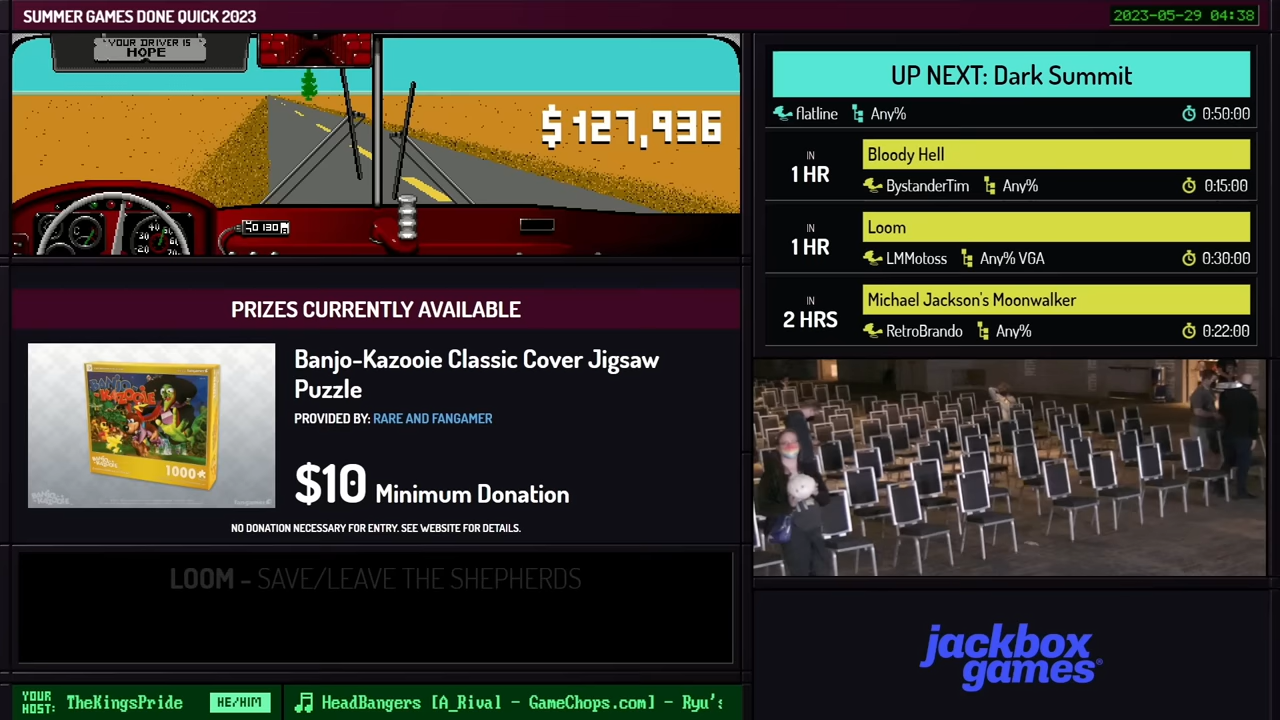 SUMMER GAMES DONE QUICK 2023
2023-05-29 04:38
YOUR DRIVER IS
HOPE
$ 127,936
PRIZES CURRENTLY AVAILABLE
BANJO-KAZOOIE
1000
Banjo-Kazooie Classic Cover Jigsaw
Puzzle
PROVIDED BY: RARE AND FANGAMER
$10 Minimum Donation
NO DONATION NECESSARY FOR ENTRY. SEE WEBSITE FOR DETAILS.
LOOM - SAVE/LEAVE THE SHEPHERDS
YOUR
HOST:
TheKingsPride
HE/HIM
HeadBangers [A_Rival - GameChops.com] - Ryu's
UP NEXT: Dark Summit
flatline
Any%
0:50:00
IN
1 HR
Bloody Hell
BystanderTim
Any%
0:15:00
IN
1 HR
Loom
LMMotoss
Any% VGA
0:30:00
IN
2 HRS
Michael Jackson's Moonwalker
RetroBrando
Any%
0:22:00
jackbox
games